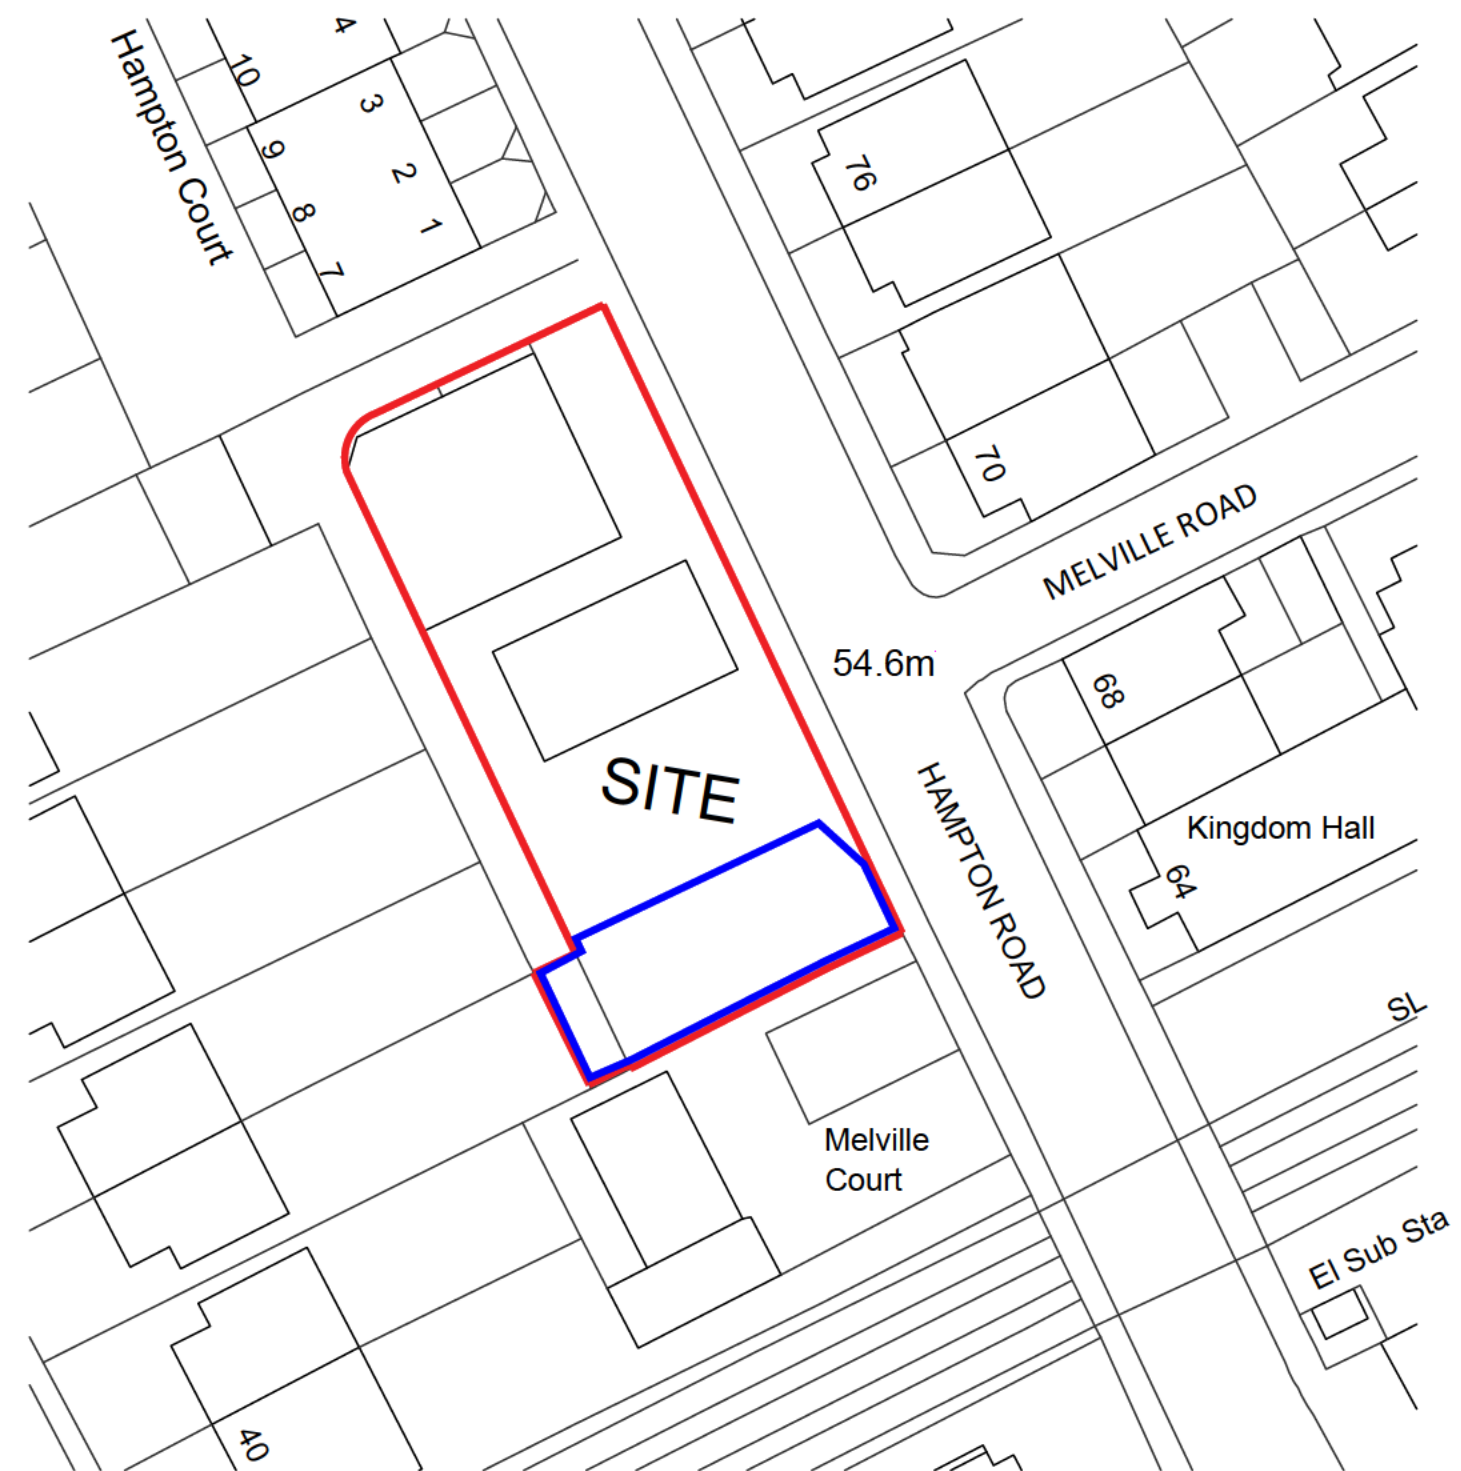 Hampton Court
10
4
3
9
2
8
1
7
76
70
MELVILLE ROAD
54.6m
68
SITE
HAMPTON ROAD
Kingdom Hall
64
SL
Melville
Court
El Sub Sta
40